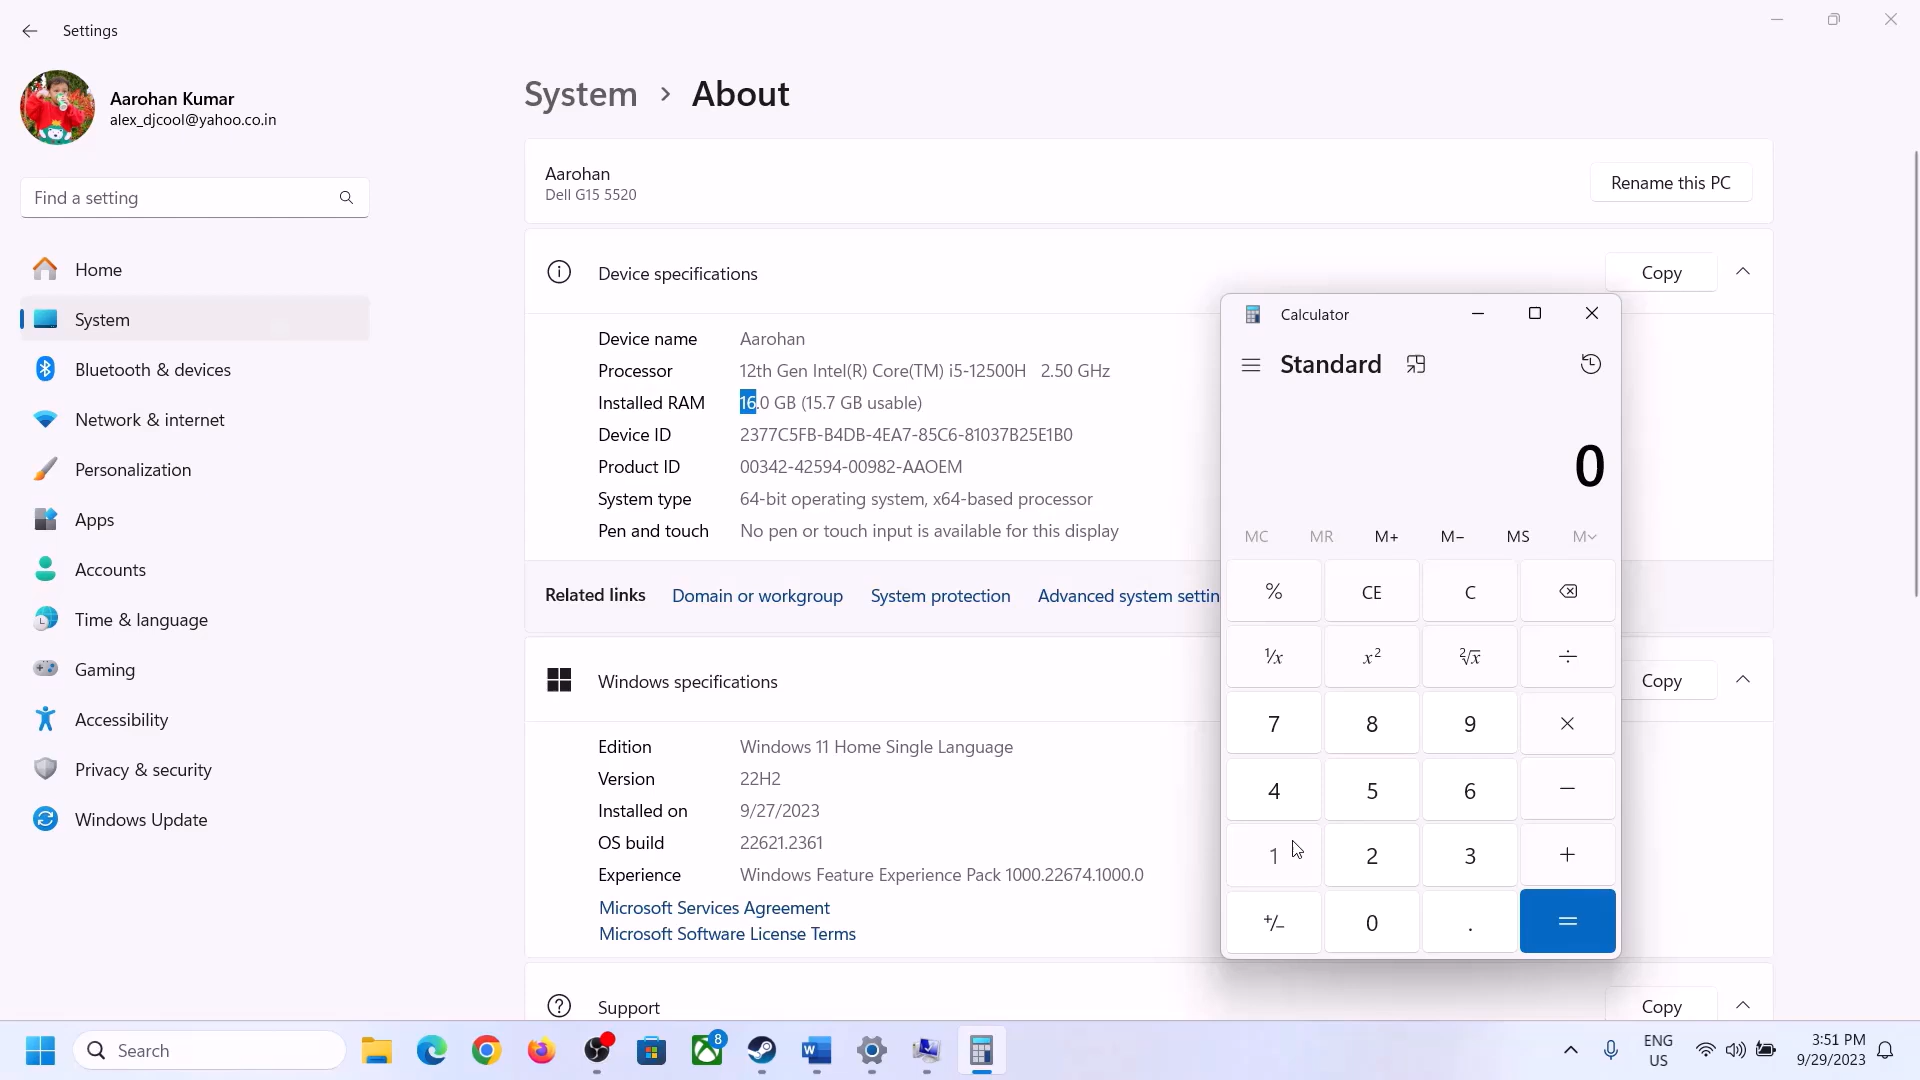 Settings
Aarohan Kumar
alex_djcool@yahoo.co.in
Find a setting
Home
System
Bluetooth & devices
Network & internet
Personalization
Apps
Accounts
Time & language
Gaming
Accessibility
Privacy & security
Windows Update
System > About
Aarohan
Dell G15 5520
Rename this PC
Device specifications
Copy
Device name Aarohan
Processor 12th Gen Intel(R) Core(TM) i5-12500H 2.50 GHz
Installed RAM 16.0 GB (15.7 GB usable)
Device ID 2377C5FB-B4DB-4EA7-85C6-81037B25E1B0
Product ID 00342-42594-00982-AAOEM
System type 64-bit operating system, x64-based processor
Pen and touch No pen or touch input is available for this display
Related links Domain or workgroup System protection Advanced system settin
Windows specifications
Copy
Edition Windows 11 Home Single Language
Version 22H2
Installed on 9/27/2023
OS build 22621.2361
Experience Windows Feature Experience Pack 1000.22674.1000.0
Microsoft Services Agreement
Microsoft Software License Terms
Support
Copy
Calculator
Standard
0
MC MR M+ M− MS M
% CE C
⅟x x² ²√x ÷
7 8 9 ×
4 5 6 −
1 2 3 +
+/− 0 . =
Search
8
ENG
US
3:51 PM
9/29/2023